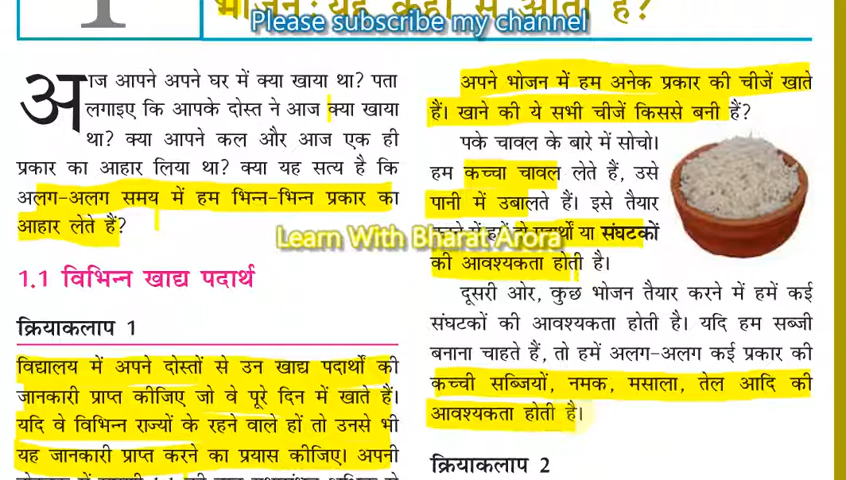 1
भोजन : यह कहाँ से आता है?
Please subscribe my channel
आज आपने अपने घर में क्या खाया था? पता
लगाइए कि आपके दोस्त ने आज क्या खाया
था? क्या आपने कल और आज एक ही
प्रकार का आहार लिया था? क्या यह सत्य है कि
अलग-अलग समय में हम भिन्न-भिन्न प्रकार का
आहार लेते हैं?
1.1 विभिन्न खाद्य पदार्थ
क्रियाकलाप 1
विद्यालय में अपने दोस्तों से उन खाद्य पदार्थों की
जानकारी प्राप्त कीजिए जो वे पूरे दिन में खाते हैं।
यदि वे विभिन्न राज्यों के रहने वाले हों तो उनसे भी
यह जानकारी प्राप्त करने का प्रयास कीजिए। अपनी
अपने भोजन में हम अनेक प्रकार की चीजें खाते
हैं। खाने की ये सभी चीजें किससे बनी हैं?
पके चावल के बारे में सोचो।
हम कच्चा चावल लेते हैं, उसे
पानी में उबालते हैं। इसे तैयार
करने में हमें दो पदार्थों या संघटकों
Learn With Bharat Arora
की आवश्यकता होती है।
दूसरी ओर, कुछ भोजन तैयार करने में हमें कई
संघटकों की आवश्यकता होती है। यदि हम सब्जी
बनाना चाहते हैं, तो हमें अलग-अलग कई प्रकार की
कच्ची सब्जियों, नमक, मसाला, तेल आदि की
आवश्यकता होती है।
क्रियाकलाप 2